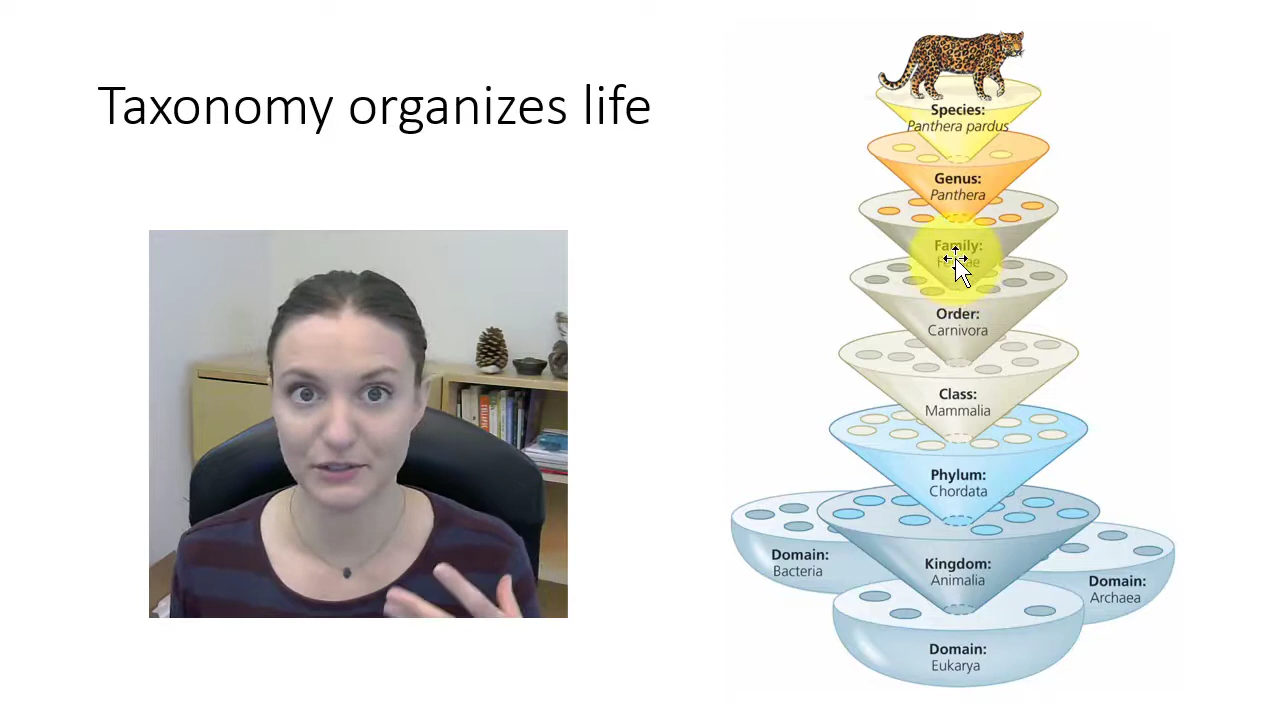 Taxonomy organizes life
Species:
Panthera pardus
Genus:
Panthera
Family:
Order:
Carnivora
Class:
Mammalia
Phylum:
Chordata
Domain:
Bacteria
Kingdom:
Animalia
Domain:
Archaea
Domain:
Eukarya